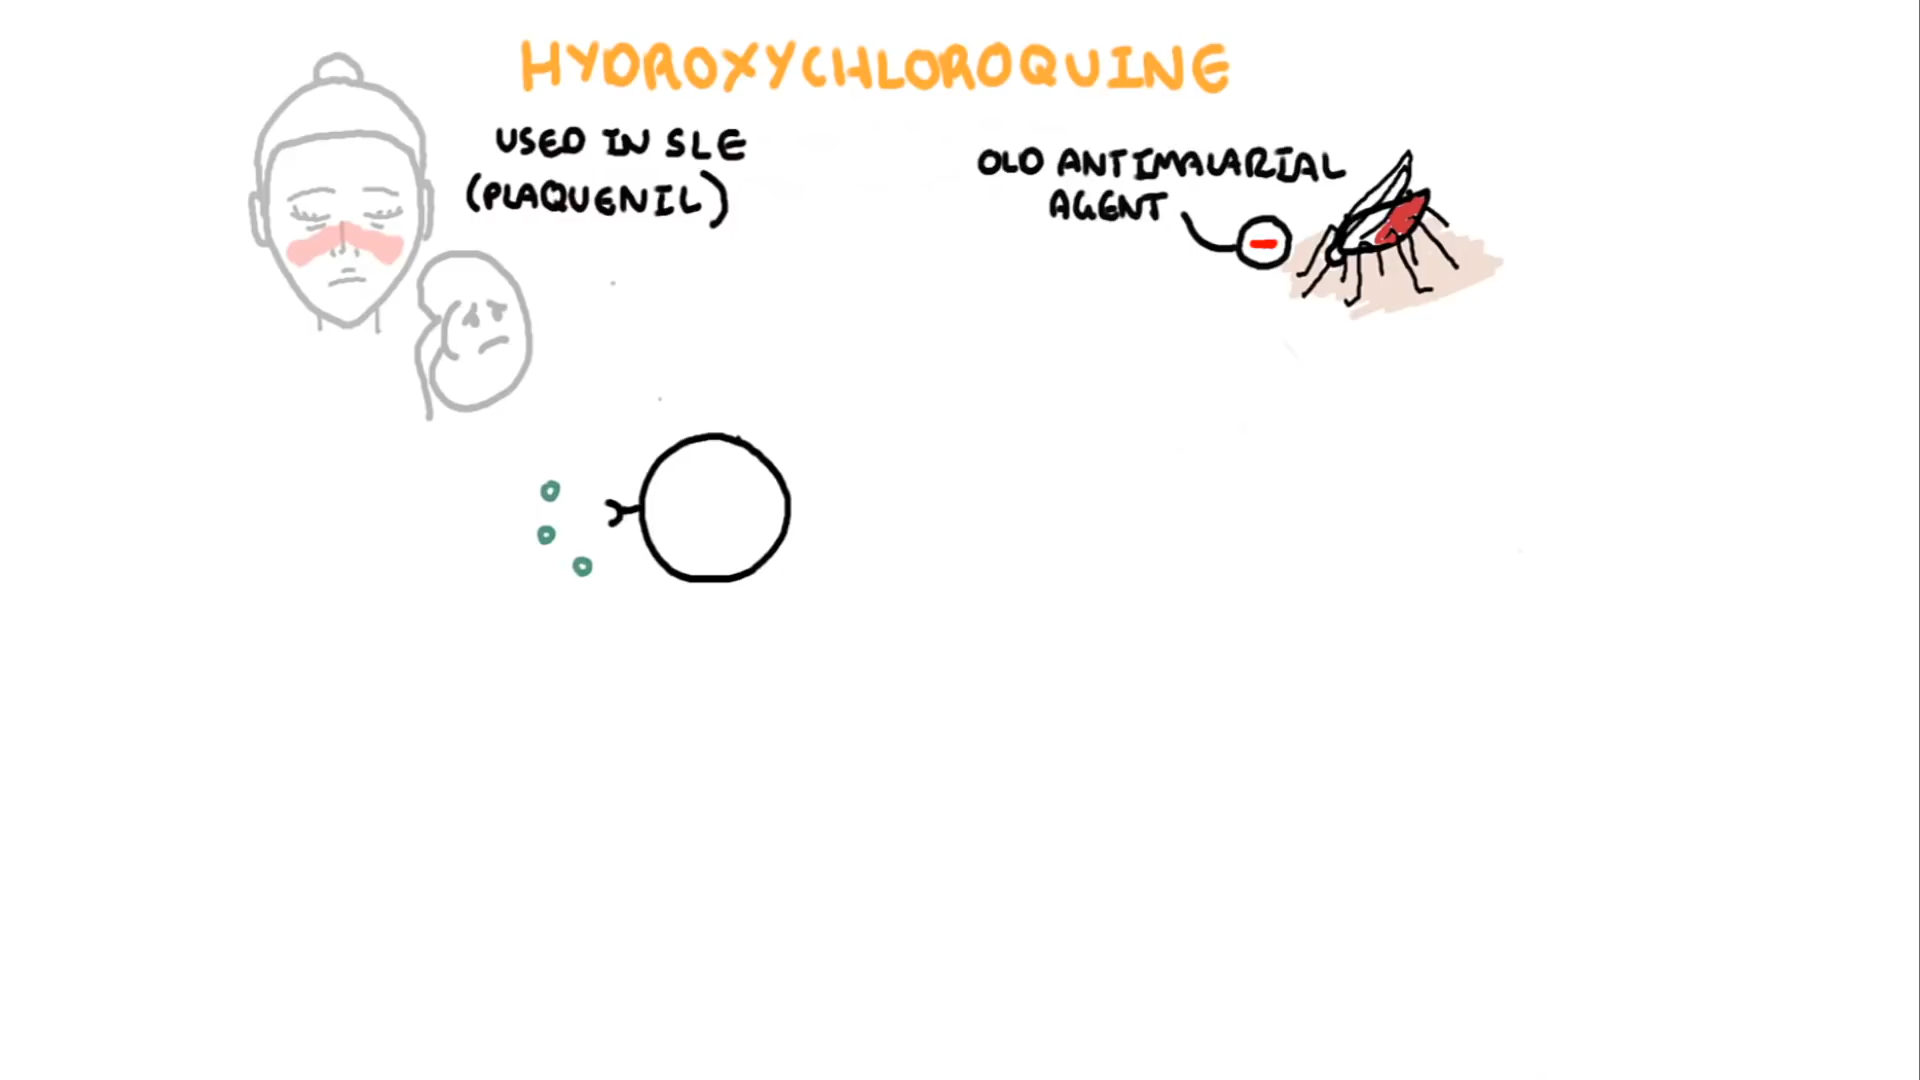 HYDROXYCHLOROQUINE
USED IN SLE
(PLAQUENIL)
OLD ANTIMALARIAL
AGENT